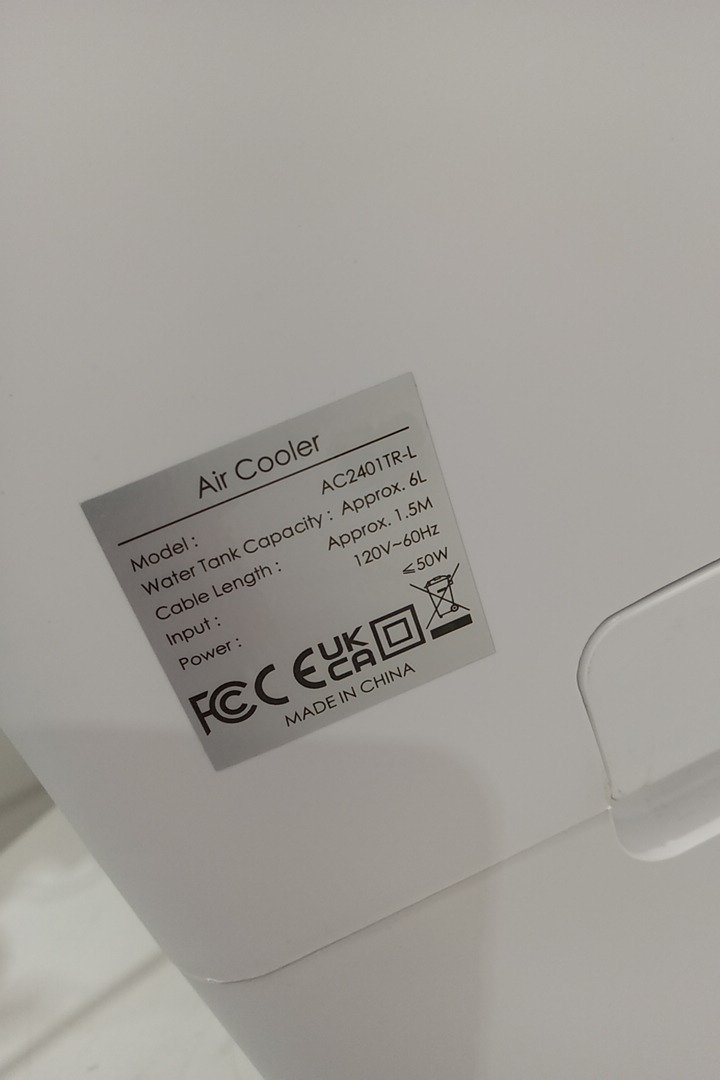 Air Cooler
Model : AC2401TR-L
Water Tank Capacity : Approx. 6L
Cable Length : Approx. 1.5M
Input : 120V~60Hz
Power : ≤50W
FCC CE UK CA
MADE IN CHINA